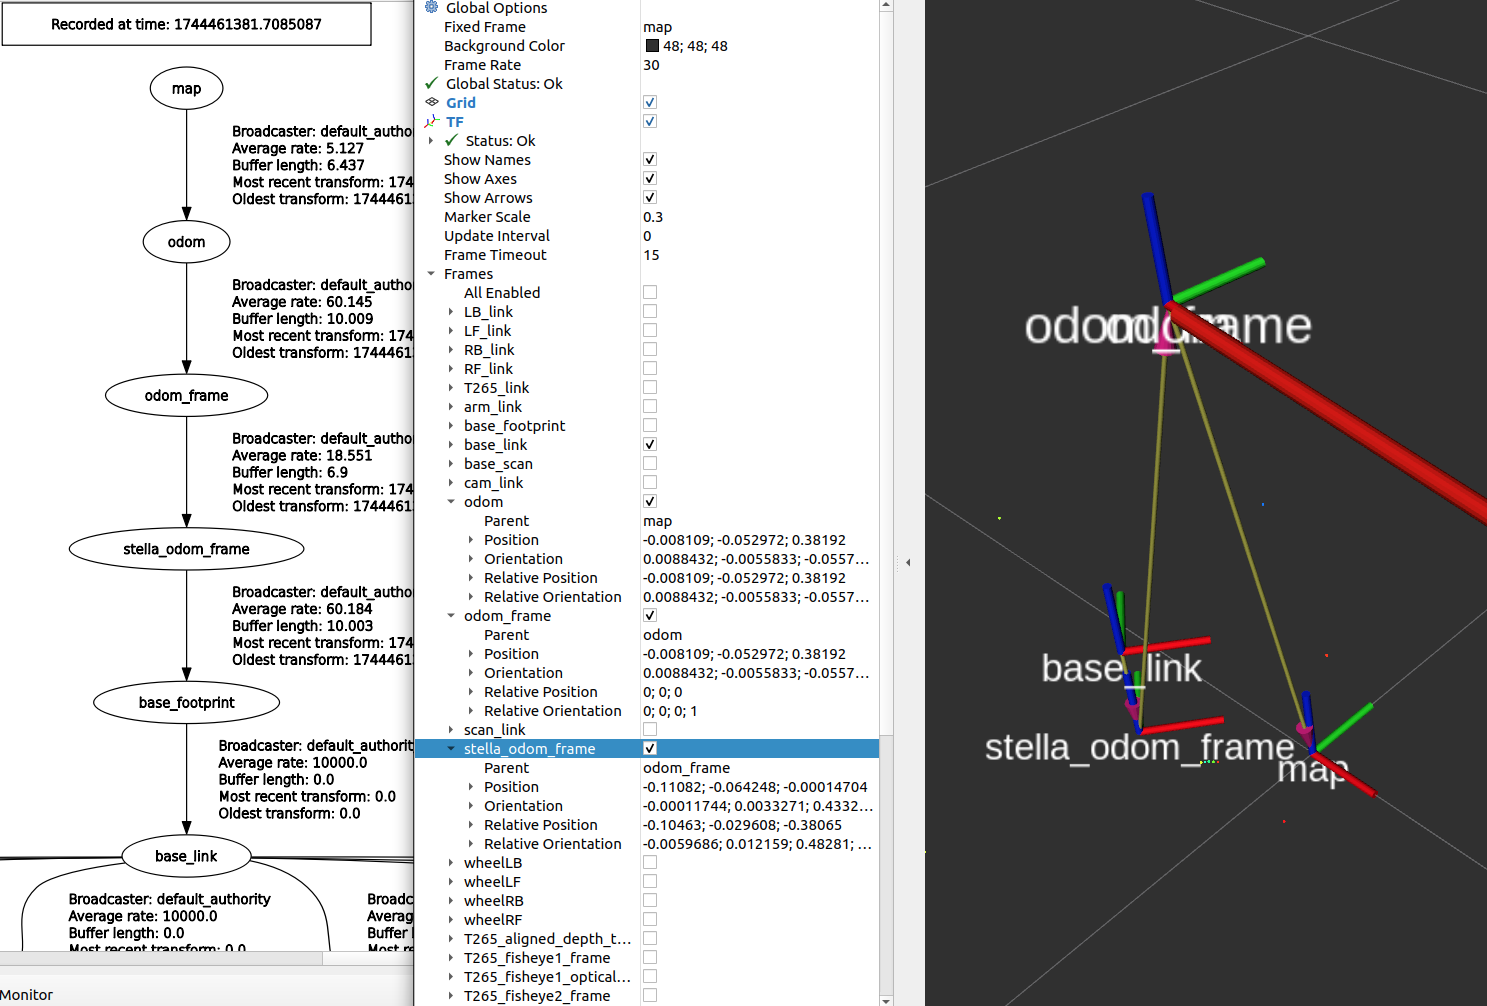 Recorded at time: 1744461381.7085087
map
Broadcaster: default_autho
Average rate: 5.127
Buffer length: 6.437
Most recent transform: 174
Oldest transform: 1744461
odom
Broadcaster: default_autho
Average rate: 60.145
Buffer length: 10.009
Most recent transform: 174
Oldest transform: 1744461
odom_frame
Broadcaster: default_autho
Average rate: 18.551
Buffer length: 6.9
Most recent transform: 174
Oldest transform: 1744461
stella_odom_frame
Broadcaster: default_autho
Average rate: 60.184
Buffer length: 10.003
Most recent transform: 174
Oldest transform: 1744461
base_footprint
Broadcaster: default_authorit
Average rate: 10000.0
Buffer length: 0.0
Most recent transform: 0.0
Oldest transform: 0.0
base_link
Broadcaster: default_authority
Average rate: 10000.0
Buffer length: 0.0
Most recent transform: 0.0
Broadc
Averag
Buffer l
Most re
Monitor
Global Options
Fixed Frame map
Background Color 48; 48; 48
Frame Rate 30
Global Status: Ok
Grid
TF
Status: Ok
Show Names
Show Axes
Show Arrows
Marker Scale 0.3
Update Interval 0
Frame Timeout 15
Frames
All Enabled
LB_link
LF_link
RB_link
RF_link
T265_link
arm_link
base_footprint
base_link
base_scan
cam_link
odom
Parent map
Position -0.008109; -0.052972; 0.38192
Orientation 0.0088432; -0.0055833; -0.0557...
Relative Position -0.008109; -0.052972; 0.38192
Relative Orientation 0.0088432; -0.0055833; -0.0557...
odom_frame
Parent odom
Position -0.008109; -0.052972; 0.38192
Orientation 0.0088432; -0.0055833; -0.0557...
Relative Position 0; 0; 0
Relative Orientation 0; 0; 0; 1
scan_link
stella_odom_frame
Parent odom_frame
Position -0.11082; -0.064248; -0.00014704
Orientation -0.00011744; 0.0033271; 0.4332...
Relative Position -0.10463; -0.029608; -0.38065
Relative Orientation -0.0059686; 0.012159; 0.48281; ...
wheelLB
wheelLF
wheelRB
wheelRF
T265_aligned_depth_t...
T265_fisheye1_frame
T265_fisheye1_optical...
T265_fisheye2_frame
odom_frame
odom
base_link
stella_odom_frame
map